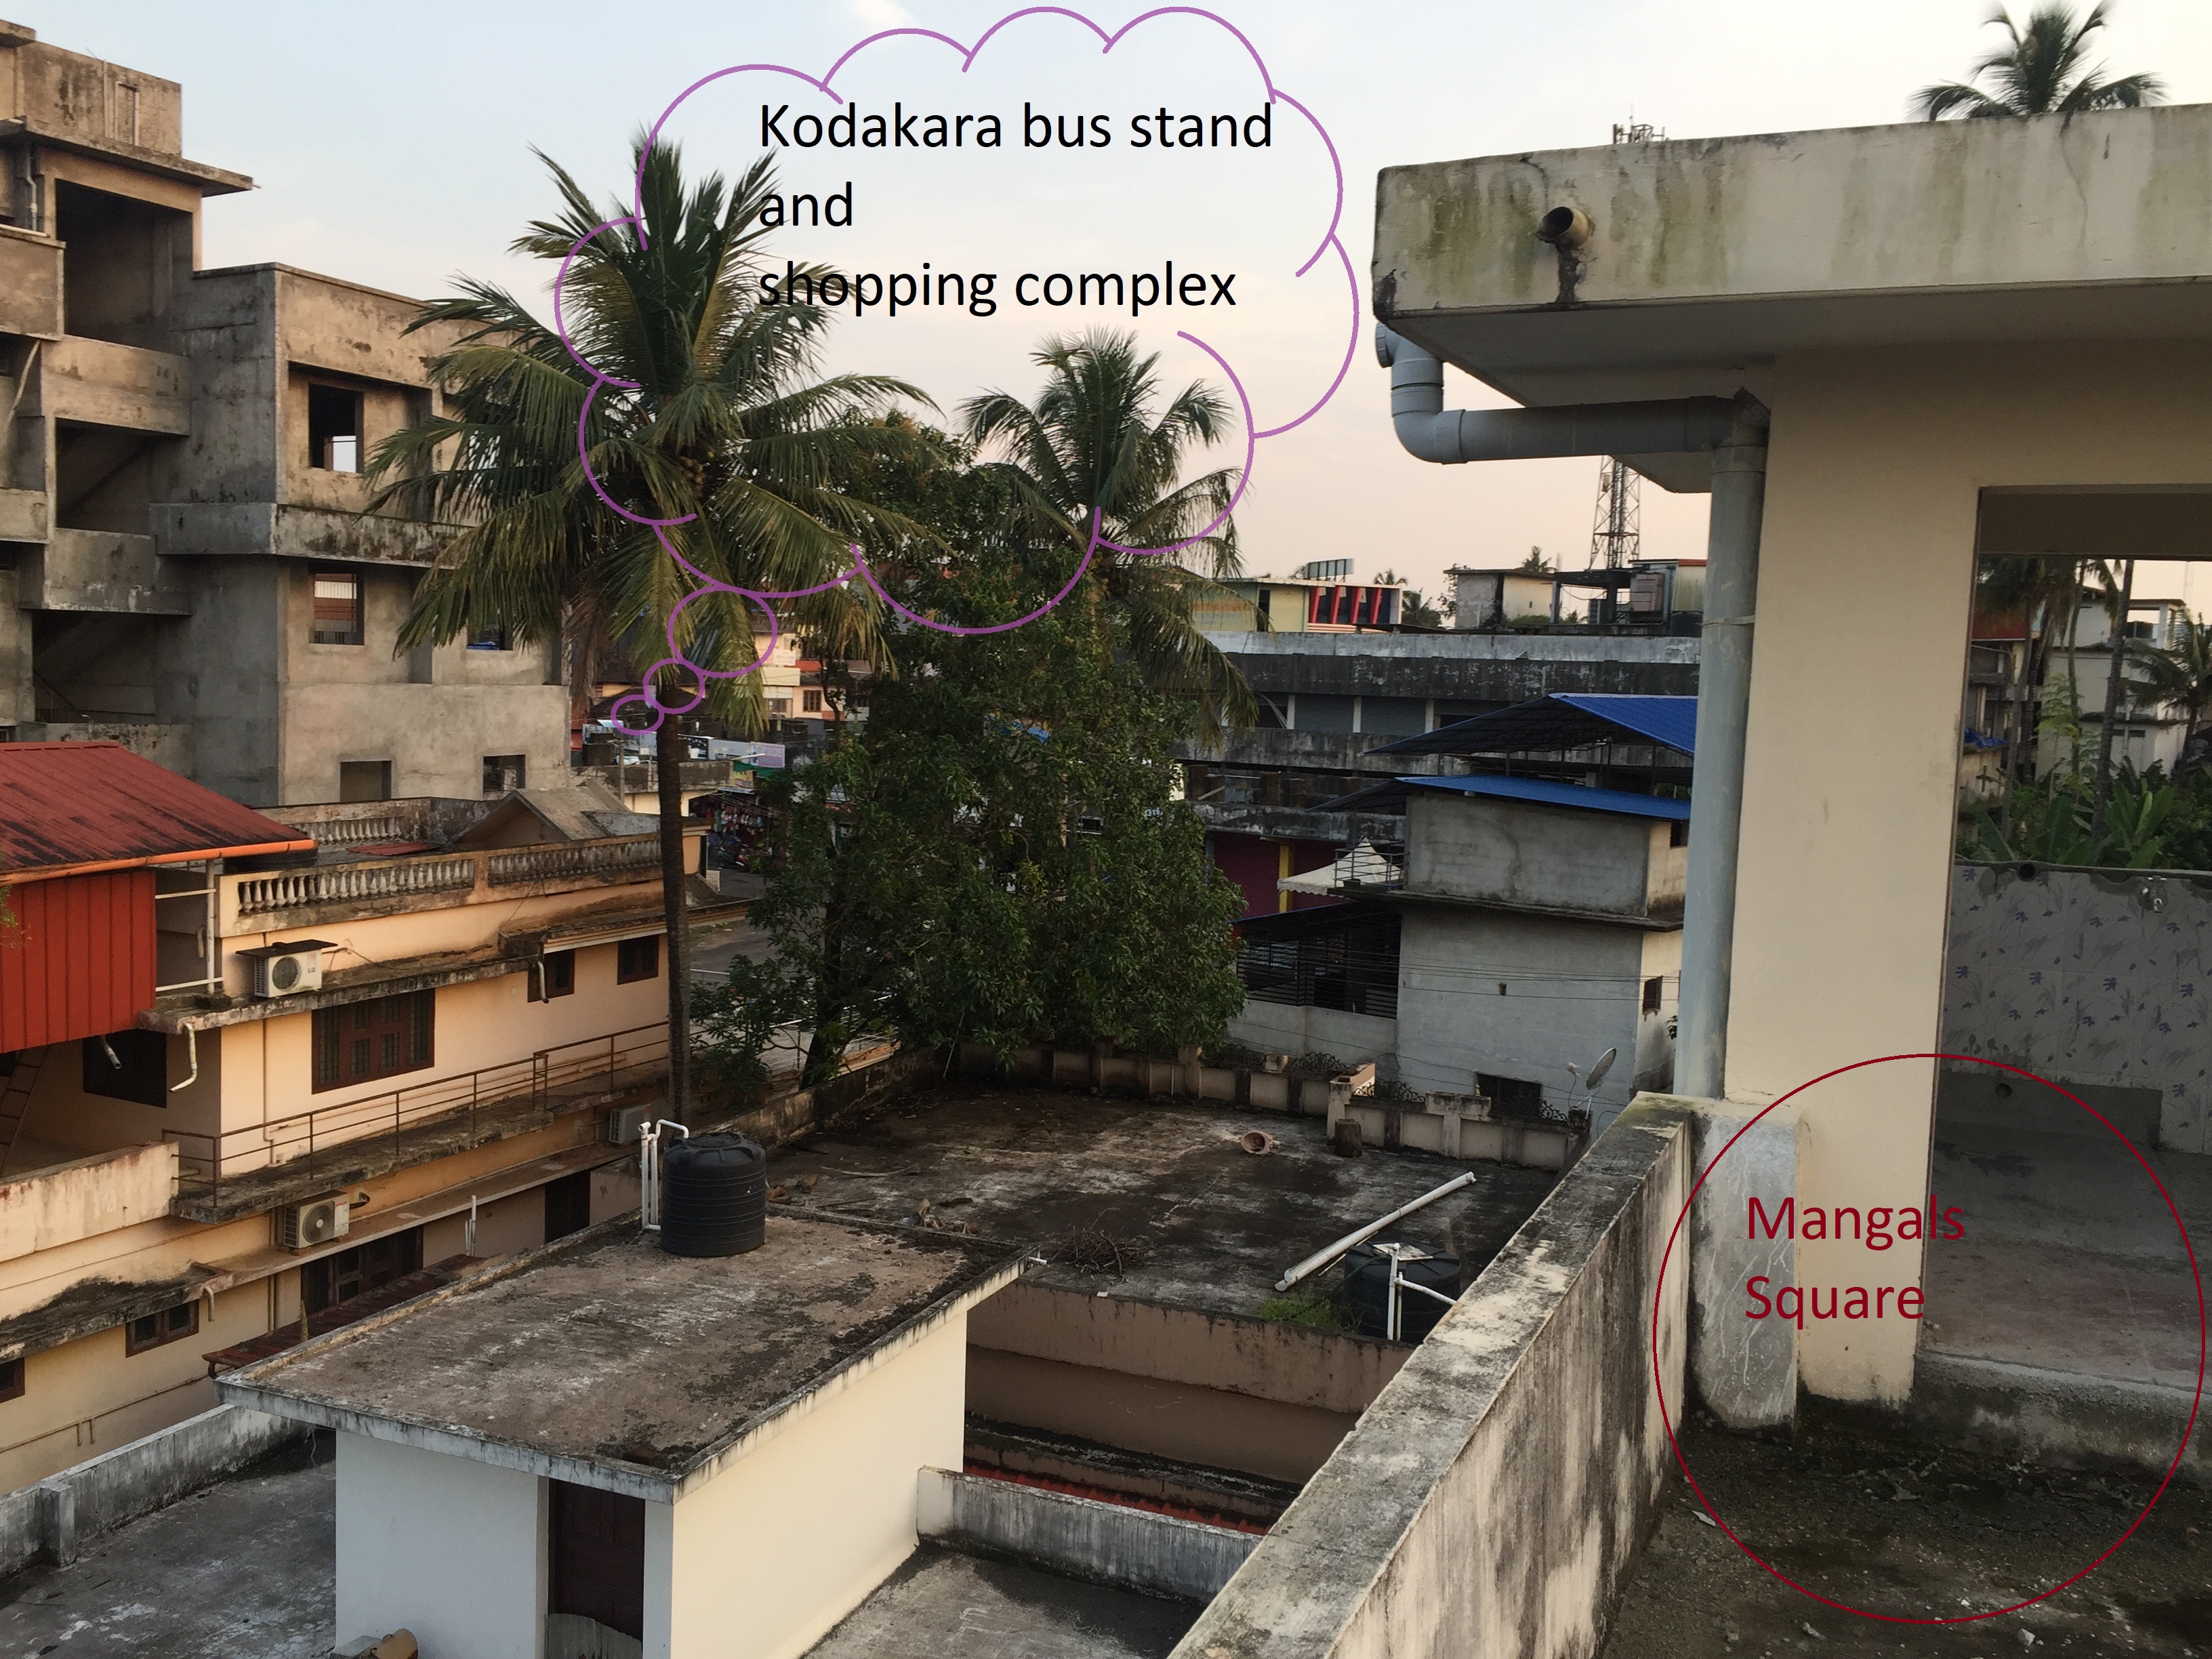 Kodakara bus stand
and
shopping complex
Mangals
Square